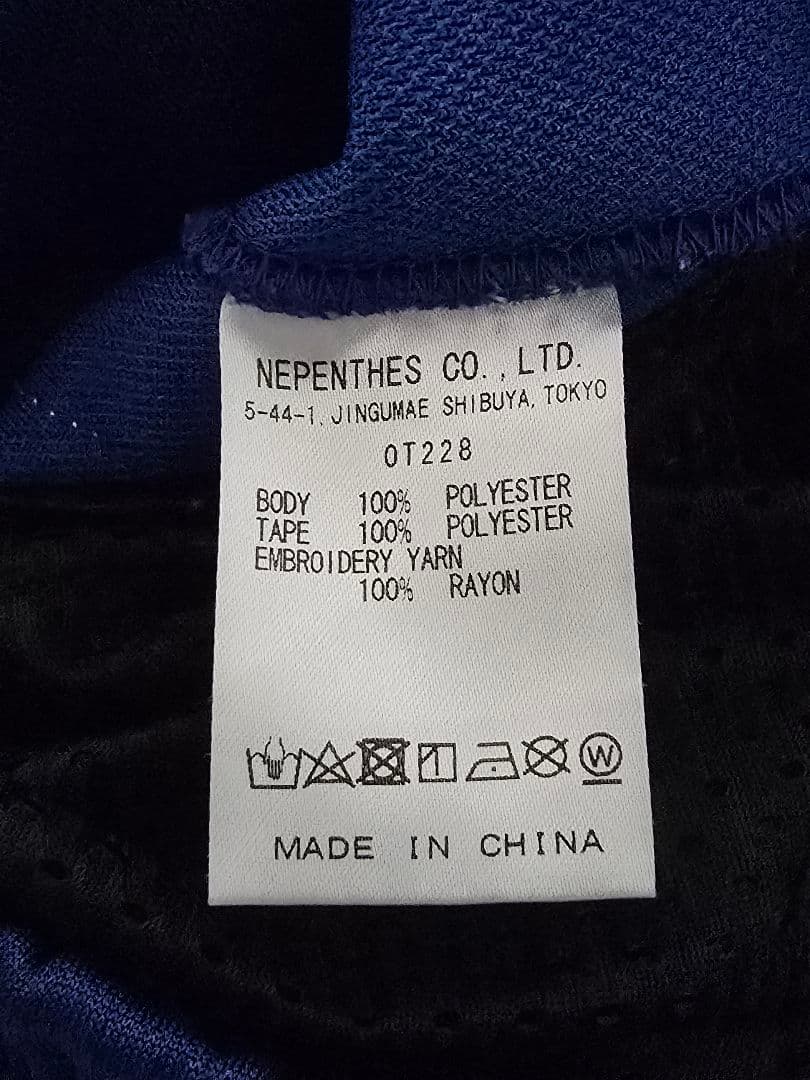 NEPENTHES CO.,LTD.
5-44-1, JINGUMAE SHIBUYA, TOKYO
OT228
BODY 100% POLYESTER
TAPE 100% POLYESTER
EMBROIDERY YARN
100% RAYON
W
MADE IN CHINA